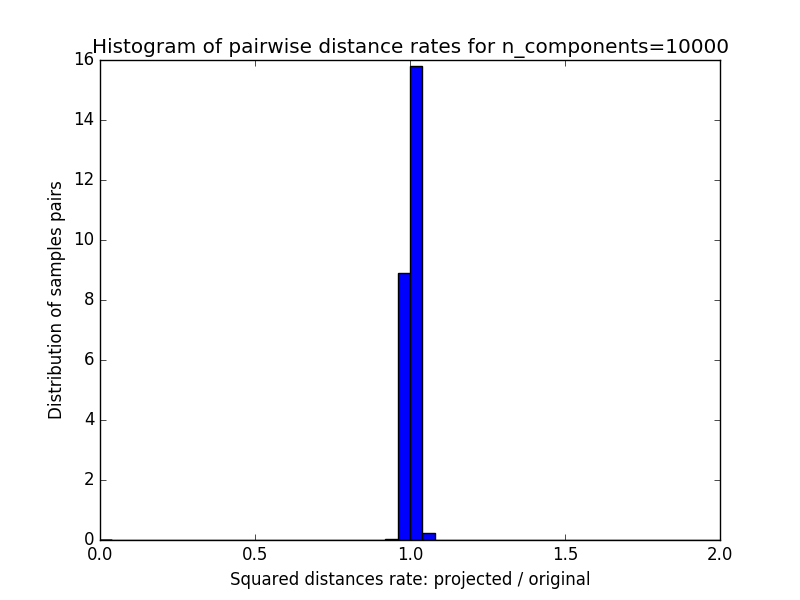 Histogram of pairwise distance rates for n_components=10000
16
14
12
10
8
6
4
2
0
Distribution of samples pairs
0.0 0.5 1.0 1.5 2.0
Squared distances rate: projected / original